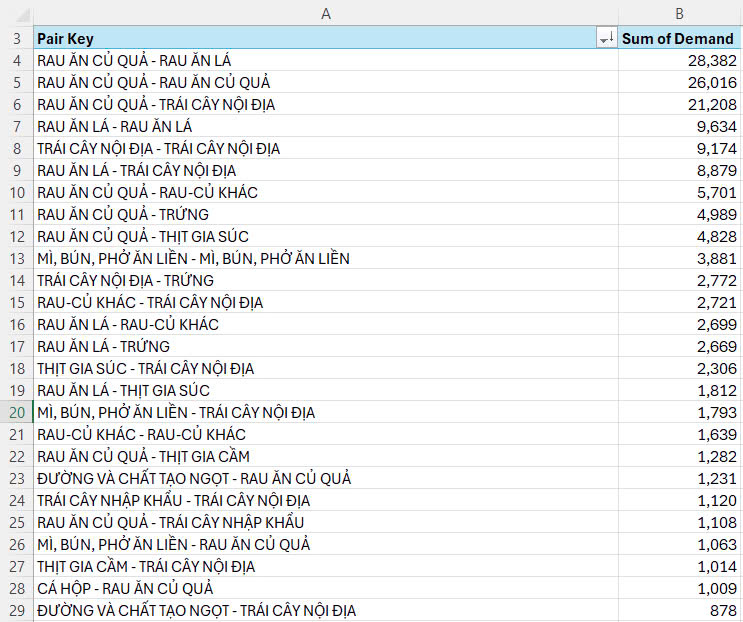 A B
3 Pair Key Sum of Demand
4 RAU ĂN CỦ QUẢ - RAU ĂN LÁ 28,382
5 RAU ĂN CỦ QUẢ - RAU ĂN CỦ QUẢ 26,016
6 RAU ĂN CỦ QUẢ - TRÁI CÂY NỘI ĐỊA 21,208
7 RAU ĂN LÁ - RAU ĂN LÁ 9,634
8 TRÁI CÂY NỘI ĐỊA - TRÁI CÂY NỘI ĐỊA 9,174
9 RAU ĂN LÁ - TRÁI CÂY NỘI ĐỊA 8,879
10 RAU ĂN CỦ QUẢ - RAU-CỦ KHÁC 5,701
11 RAU ĂN CỦ QUẢ - TRỨNG 4,989
12 RAU ĂN CỦ QUẢ - THỊT GIA SÚC 4,828
13 MÌ, BÚN, PHỞ ĂN LIỀN - MÌ, BÚN, PHỞ ĂN LIỀN 3,881
14 TRÁI CÂY NỘI ĐỊA - TRỨNG 2,772
15 RAU-CỦ KHÁC - TRÁI CÂY NỘI ĐỊA 2,721
16 RAU ĂN LÁ - RAU-CỦ KHÁC 2,699
17 RAU ĂN LÁ - TRỨNG 2,669
18 THỊT GIA SÚC - TRÁI CÂY NỘI ĐỊA 2,306
19 RAU ĂN LÁ - THỊT GIA SÚC 1,812
20 MÌ, BÚN, PHỞ ĂN LIỀN - TRÁI CÂY NỘI ĐỊA 1,793
21 RAU-CỦ KHÁC - RAU-CỦ KHÁC 1,639
22 RAU ĂN CỦ QUẢ - THỊT GIA CẦM 1,282
23 ĐƯỜNG VÀ CHẤT TẠO NGỌT - RAU ĂN CỦ QUẢ 1,231
24 TRÁI CÂY NHẬP KHẨU - TRÁI CÂY NỘI ĐỊA 1,120
25 RAU ĂN CỦ QUẢ - TRÁI CÂY NHẬP KHẨU 1,108
26 MÌ, BÚN, PHỞ ĂN LIỀN - RAU ĂN CỦ QUẢ 1,063
27 THỊT GIA CẦM - TRÁI CÂY NỘI ĐỊA 1,014
28 CÁ HỘP - RAU ĂN CỦ QUẢ 1,009
29 ĐƯỜNG VÀ CHẤT TẠO NGỌT - TRÁI CÂY NỘI ĐỊA 878